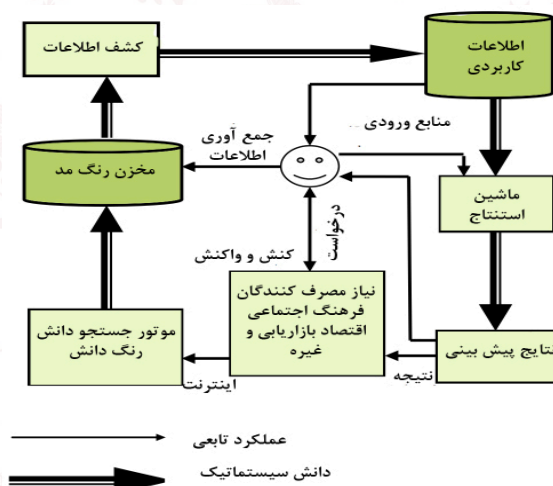 اطلاعات
کاربردی
کشف اطلاعات
منابع ورودی
جمع آوری
اطلاعات
مخزن رنگ مد
ماشین
استنتاج
درخواست
کنش و واکنش
نیاز مصرف کنندگان
فرهنگ اجتماعی
اقتصاد بازاریابی و
غیره
موتور جستجو دانش
رنگ دانش
نتایج پیش بینی
نتیجه
اینترنت
عملکرد تابعی
دانش سیستماتیک